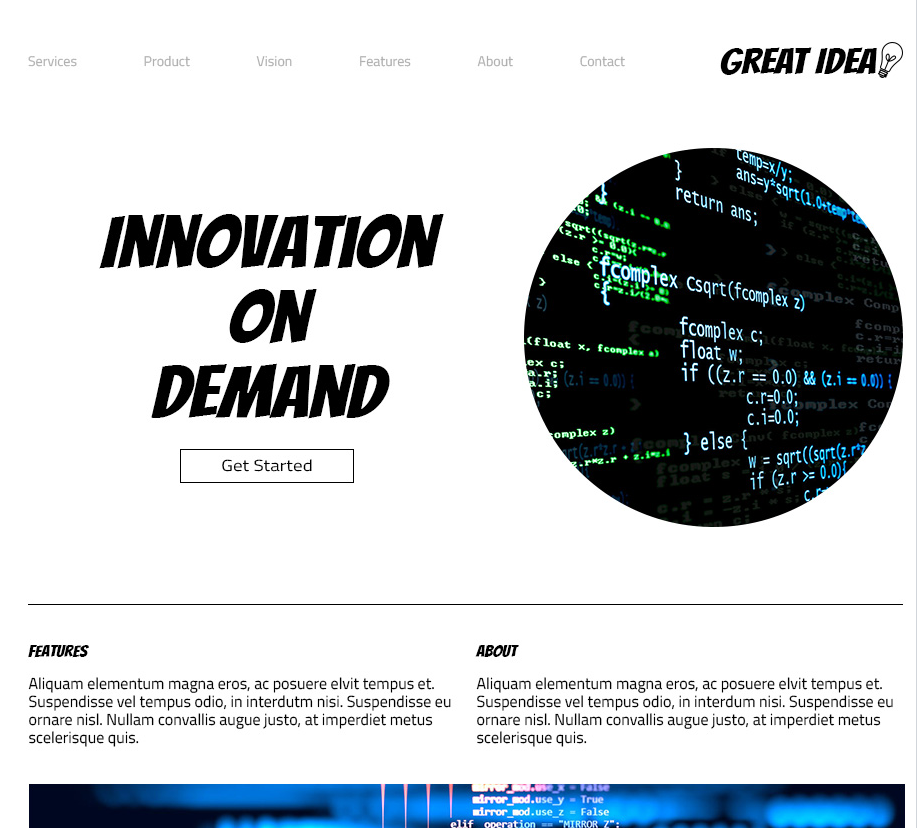 Services Product Vision Features About Contact GREAT IDEA
INNOVATION
ON
DEMAND
Get Started
temp=x/y;
}
ans=y*sqrt(1.0+temp*te
return ans;
fcomplex Csqrt(fcomplex z)
{
fcomplex c;
float w;
if ((z.r == 0.0) && (z.i == 0.0)) {
c.r=0.0;
c.i=0.0;
} else {
w = sqrt((sqrt(z.r*z
if (z.r >= 0.0){
(float x, fcomplex a)
omplex z)
FEATURES
Aliquam elementum magna eros, ac posuere elvit tempus et.
Suspendisse vel tempus odio, in interdutm nisi. Suspendisse eu
ornare nisl. Nullam convallis augue justo, at imperdiet metus
scelerisque quis.
ABOUT
Aliquam elementum magna eros, ac posuere elvit tempus et.
Suspendisse vel tempus odio, in interdum nisi. Suspendisse eu
ornare nisl. Nullam convallis augue justo, at imperdiet metus
scelerisque quis.
mirror_mod.use_x = False
mirror_mod.use_y = True
mirror_mod.use_z = False
elif _operation == "MIRROR_Z":